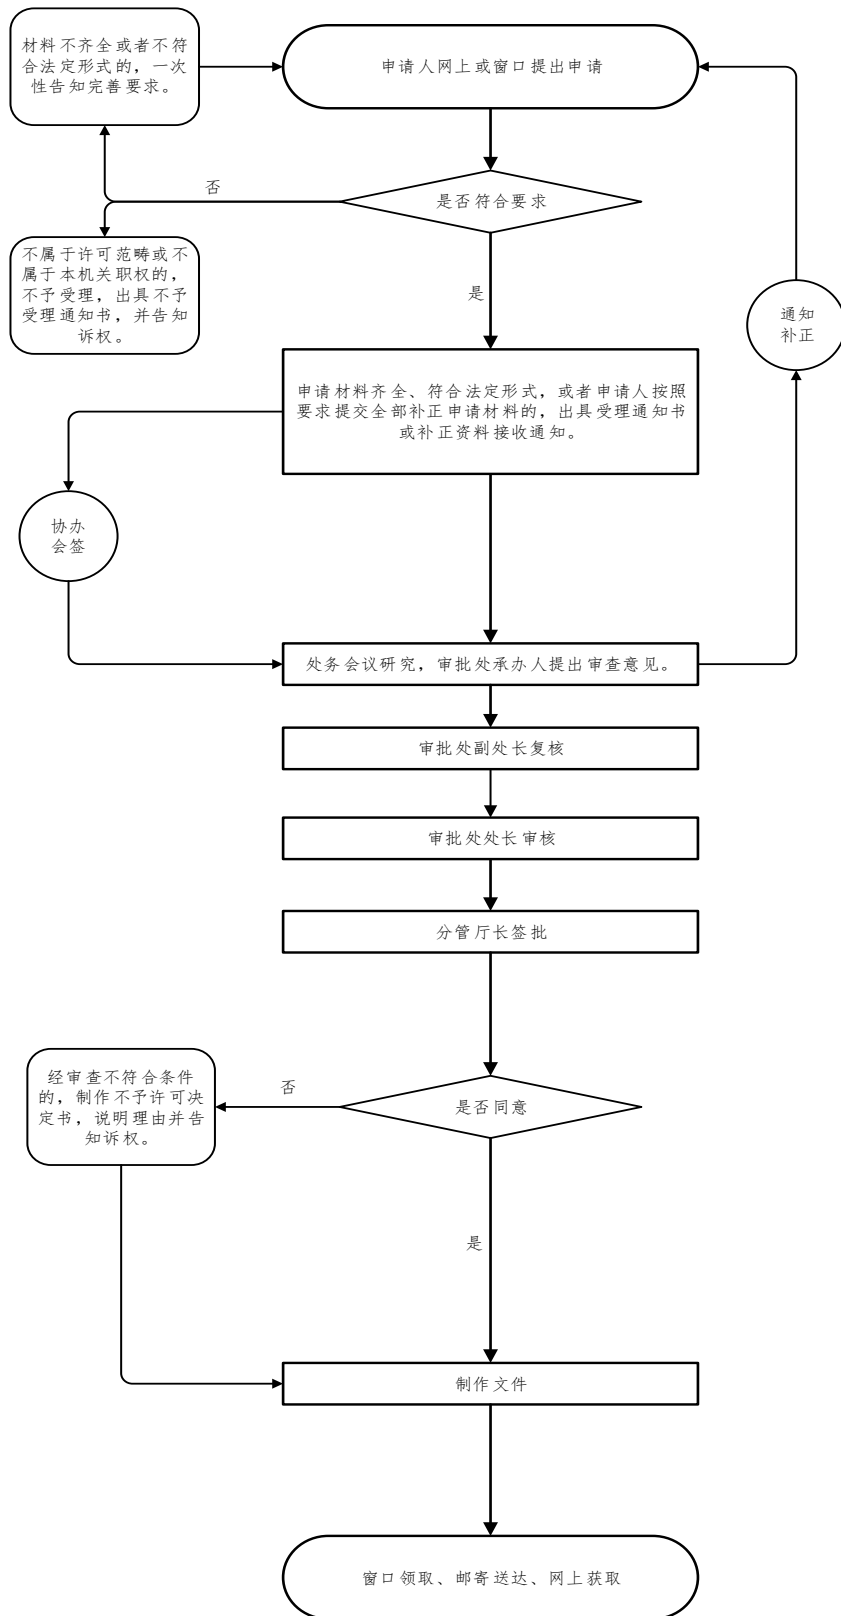 材料不齐全或者不符
合法定形式的，一次
性告知完善要求。
申请人网上或窗口提出申请
否
是否符合要求
不属于许可范畴或不
属于本机关职权的，
不予受理，出具不予
受理通知书，并告知
诉权。
是
通知
补正
申请材料齐全、符合法定形式，或者申请人按照
要求提交全部补正申请材料的，出具受理通知书
或补正资料接收通知。
协办
会签
处务会议研究，审批处承办人提出审查意见。
审批处副处长复核
审批处处长审核
分管厅长签批
经审查不符合条件
的，制作不予许可决
定书，说明理由并告
知诉权。
否
是否同意
是
制作文件
窗口领取、邮寄送达、网上获取